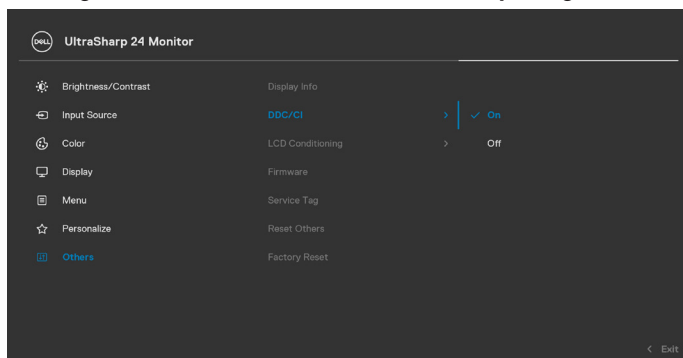 DELL UltraSharp 24 Monitor
Brightness/Contrast Display Info
Input Source DDC/CI > ✓ On
Color LCD Conditioning > Off
Display Firmware
Menu Service Tag
Personalize Reset Others
Others Factory Reset
< Exit